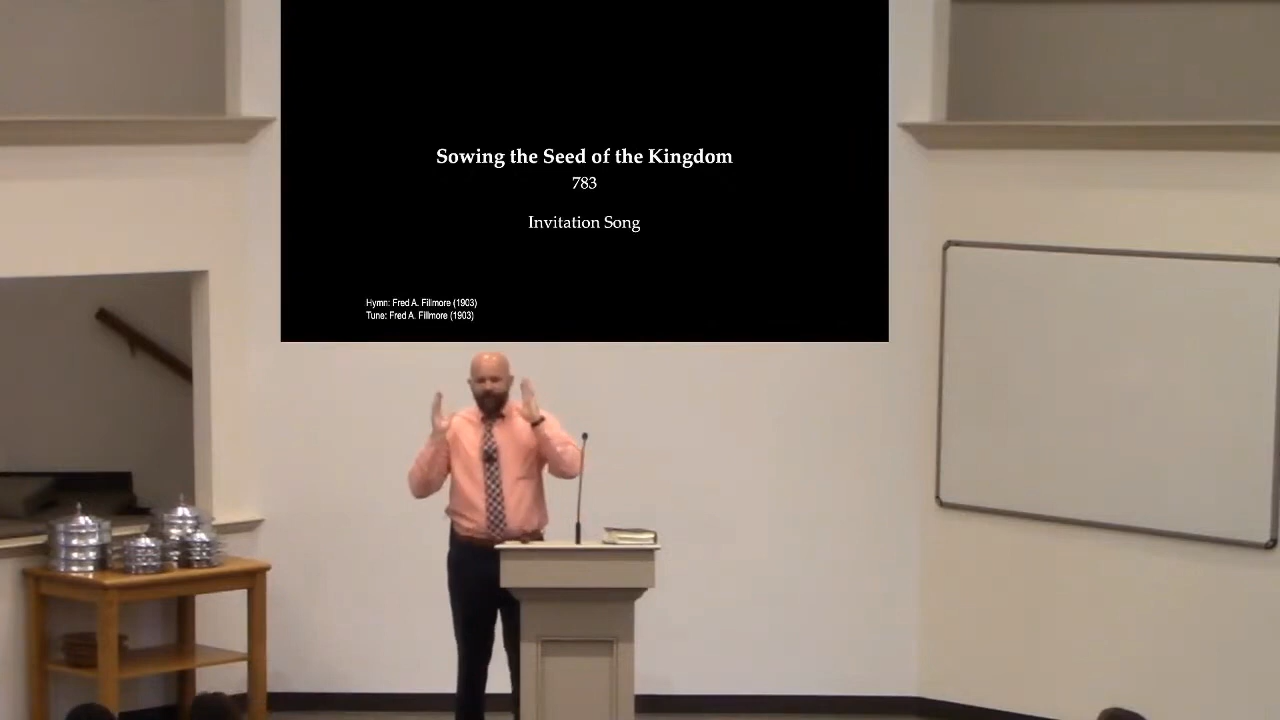 Sowing the Seed of the Kingdom
783
Invitation Song
Hymn: Fred A. Fillmore (1903)
Tune: Fred A. Fillmore (1903)